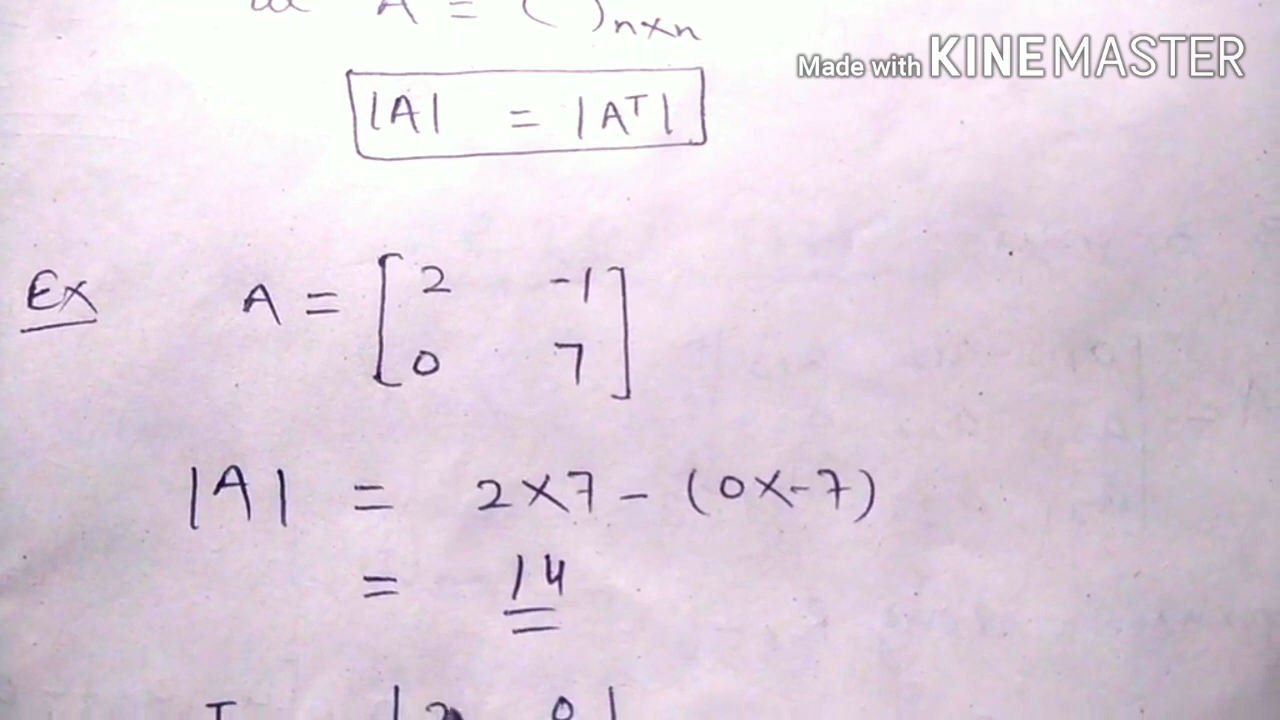 A = ( )n×n
Made with KINEMASTER
|A| = |Aᵀ|
Ex A = [ 2 -1
0 7 ]
|A| = 2×7 - (0×-7)
= 14